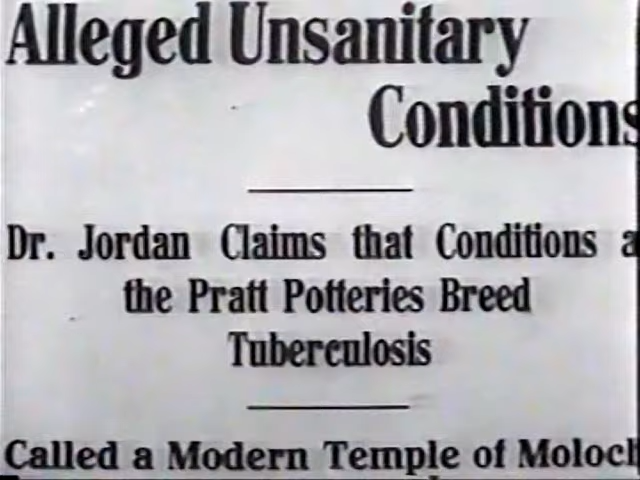 Alleged Unsanitary
Conditions
Dr. Jordan Claims that Conditions a
the Pratt Potteries Breed
Tuberculosis
Called a Modern Temple of Moloch